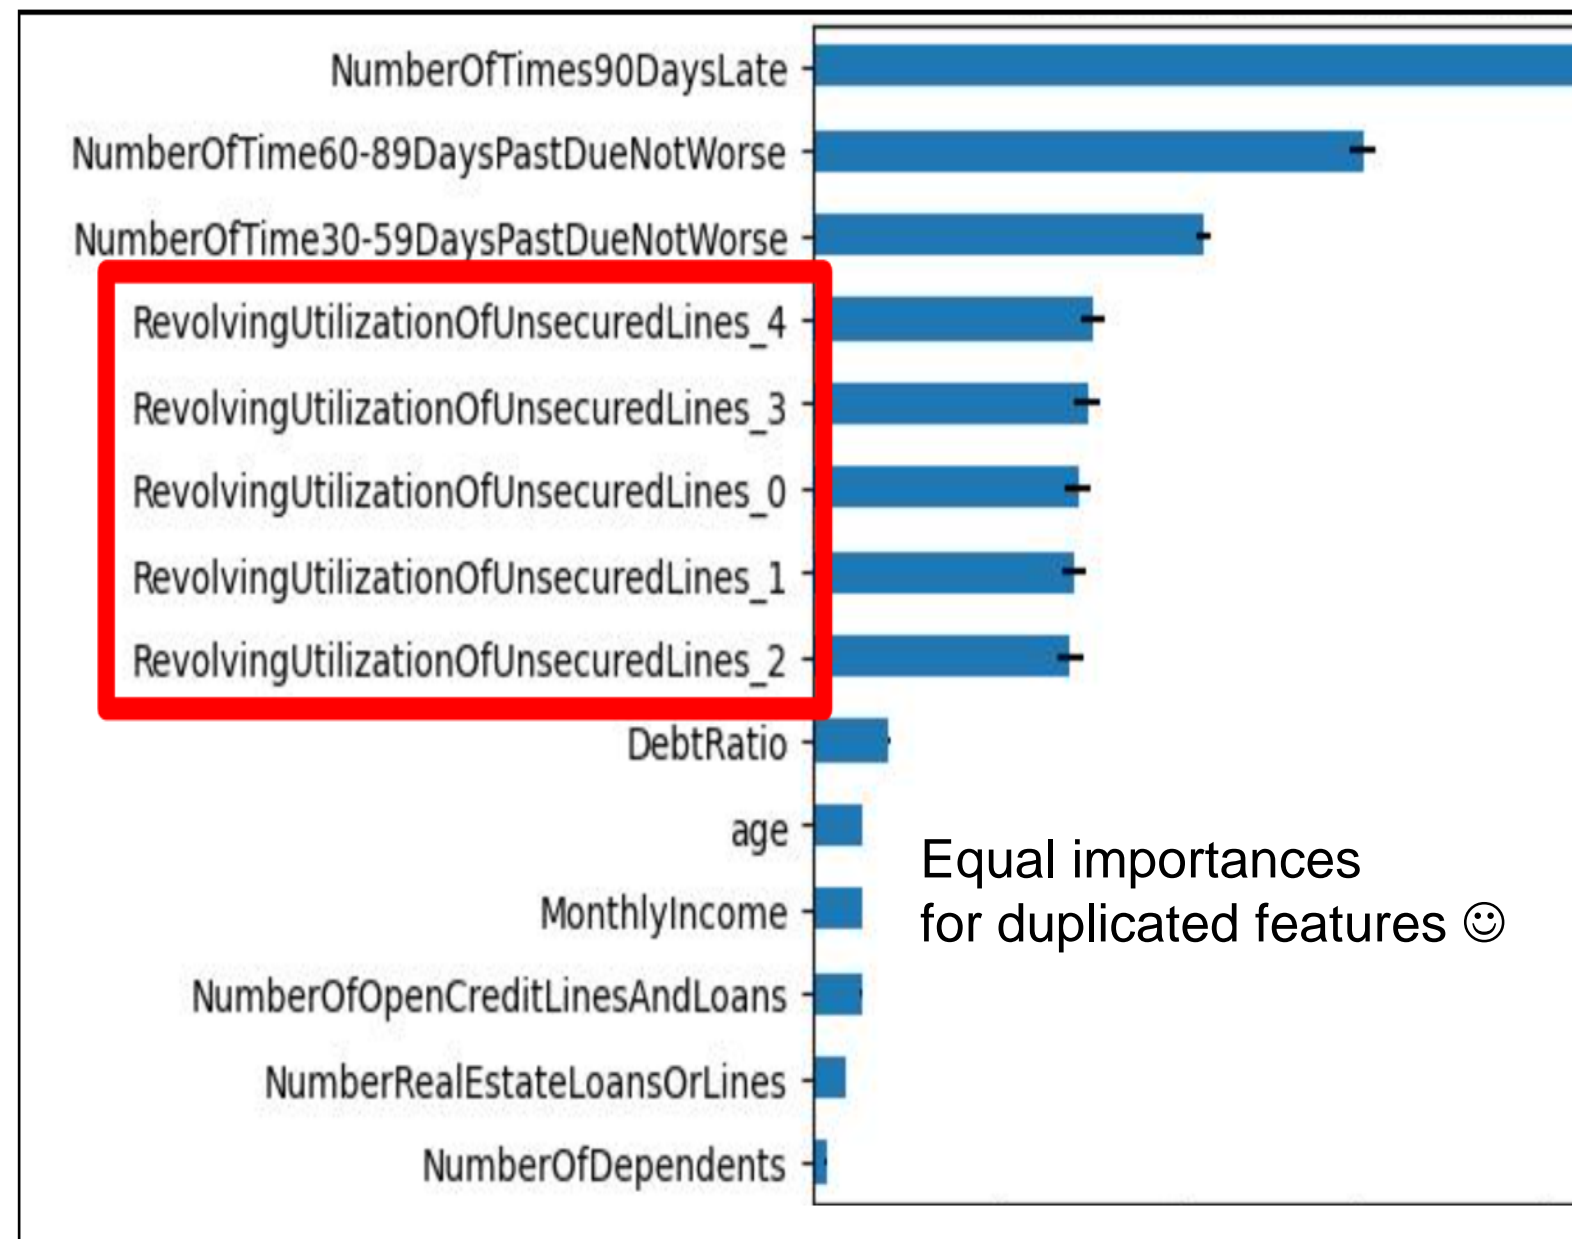 NumberOfTimes90DaysLate
NumberOfTime60-89DaysPastDueNotWorse
NumberOfTime30-59DaysPastDueNotWorse
RevolvingUtilizationOfUnsecuredLines_4
RevolvingUtilizationOfUnsecuredLines_3
RevolvingUtilizationOfUnsecuredLines_0
RevolvingUtilizationOfUnsecuredLines_1
RevolvingUtilizationOfUnsecuredLines_2
DebtRatio
age
MonthlyIncome
NumberOfOpenCreditLinesAndLoans
NumberRealEstateLoansOrLines
NumberOfDependents
Equal importances
for duplicated features ☺